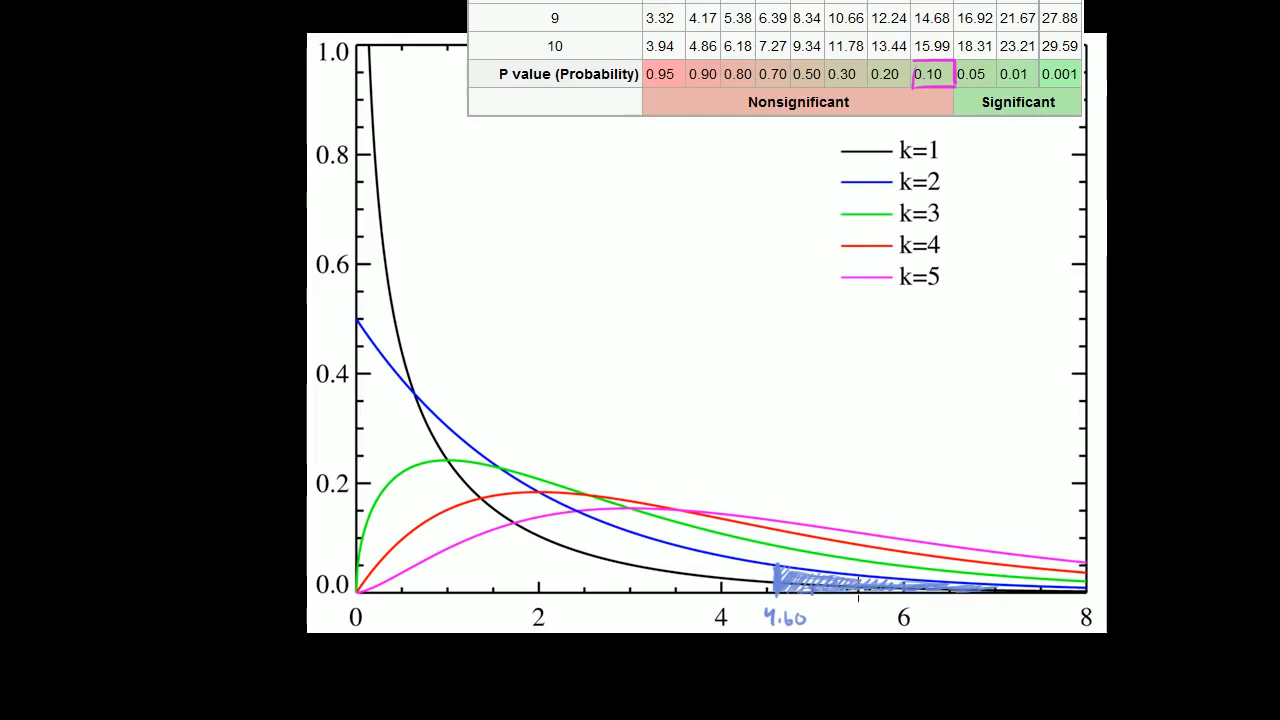 9 3.32 4.17 5.38 6.39 8.34 10.66 12.24 14.68 16.92 21.67 27.88
10 3.94 4.86 6.18 7.27 9.34 11.78 13.44 15.99 18.31 23.21 29.59
P value (Probability) 0.95 0.90 0.80 0.70 0.50 0.30 0.20 0.10 0.05 0.01 0.001
Nonsignificant Significant
1.0
k=1
0.8
k=2
k=3
k=4
0.6
k=5
0.4
0.2
0.0
0 2 4 4.60 6 8